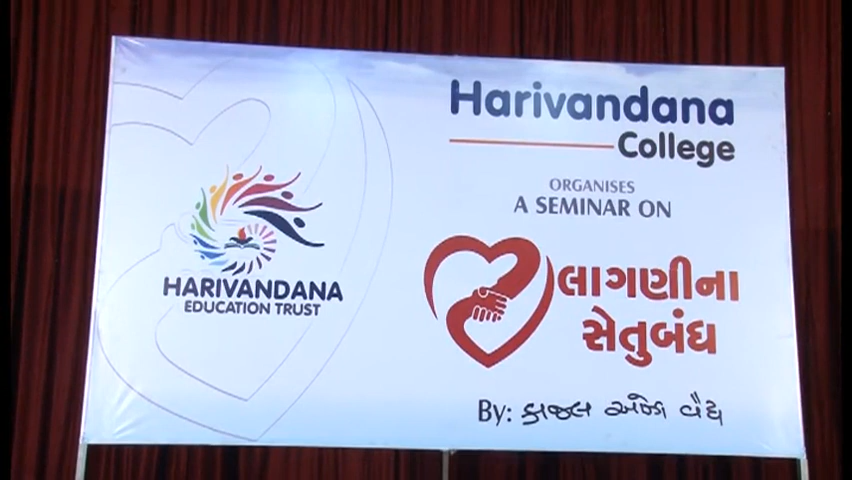 Harivandana
College
ORGANISES
A SEMINAR ON
લાગણીના
સેતુબંધ
By: કાજલ ઓઝા વૈદ્ય
HARIVANDANA
EDUCATION TRUST